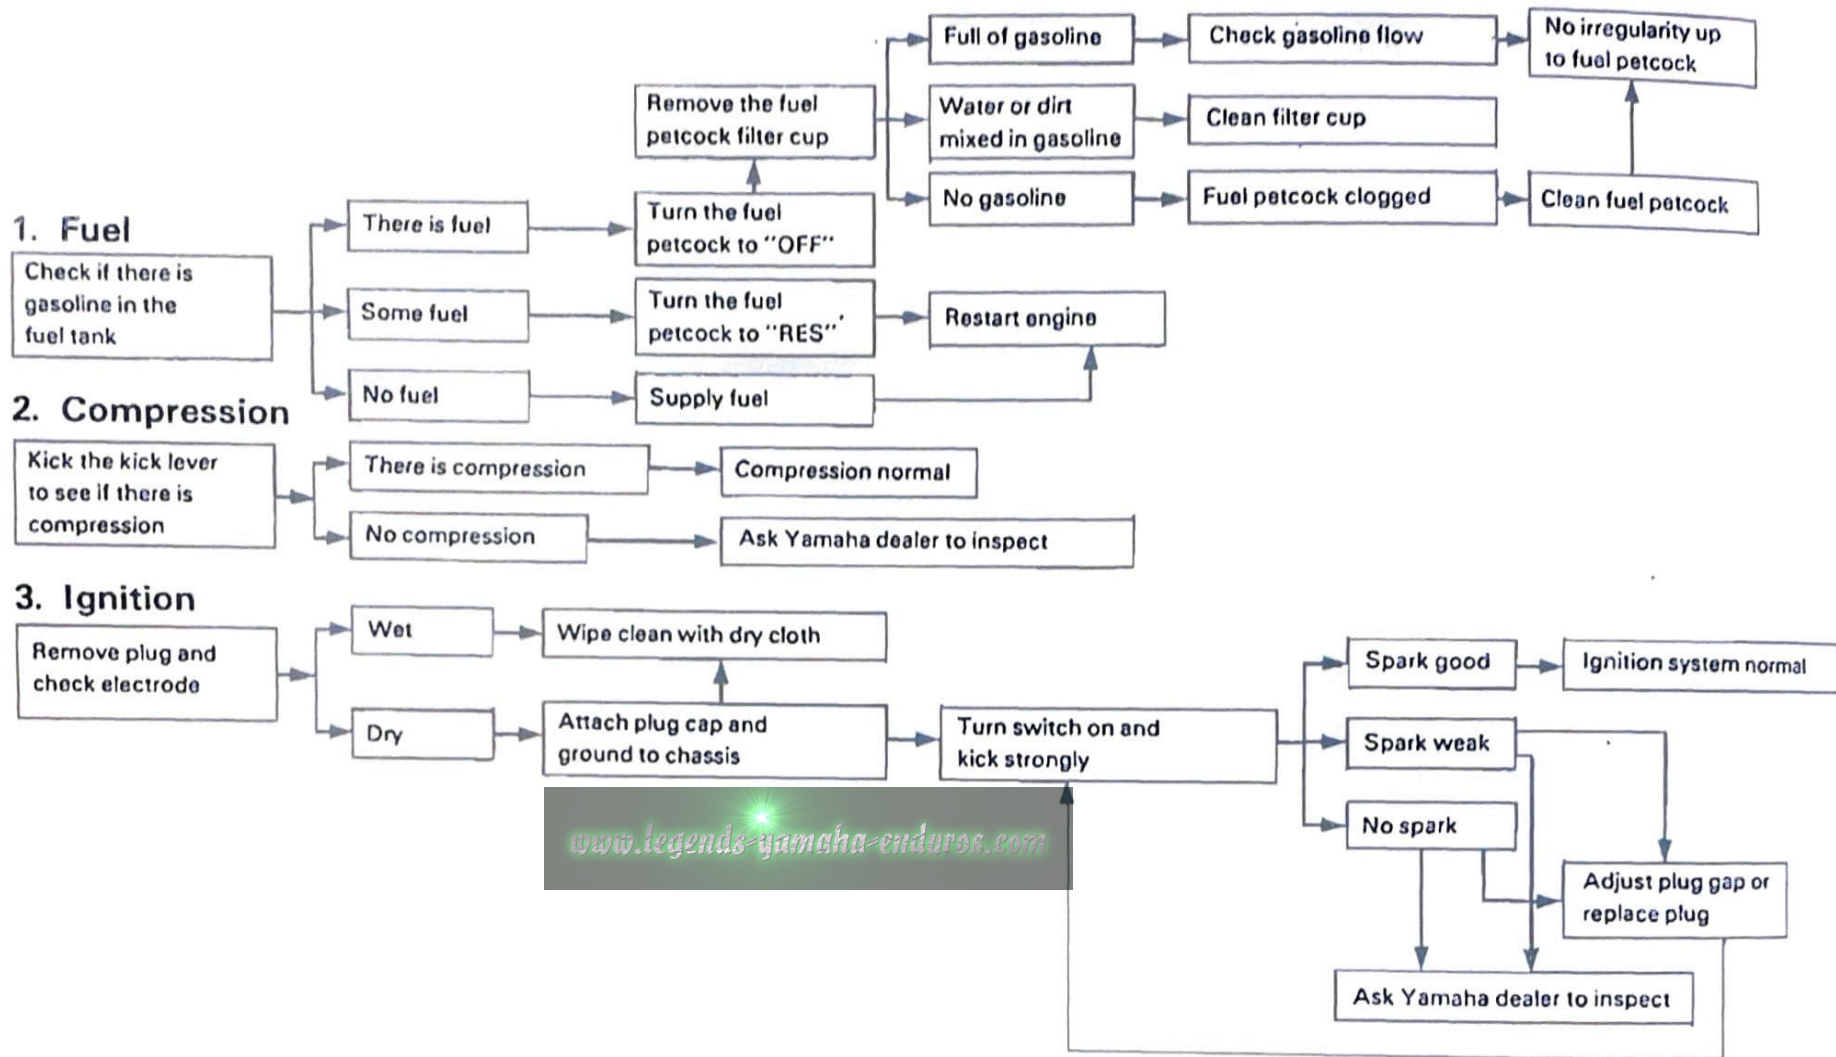 1. Fuel
Check if there is
gasoline in the
fuel tank
There is fuel
Some fuel
No fuel
Turn the fuel
petcock to "OFF"
Remove the fuel
petcock filter cup
Full of gasoline
Check gasoline flow
No irregularity up
to fuel petcock
Water or dirt
mixed in gasoline
Clean filter cup
No gasoline
Fuel petcock clogged
Clean fuel petcock
Turn the fuel
petcock to "RES"
Restart engine
Supply fuel
2. Compression
Kick the kick lever
to see if there is
compression
There is compression
Compression normal
No compression
Ask Yamaha dealer to inspect
3. Ignition
Remove plug and
check electrode
Wet
Wipe clean with dry cloth
Dry
Attach plug cap and
ground to chassis
Turn switch on and
kick strongly
Spark good
Ignition system normal
Spark weak
No spark
Adjust plug gap or
replace plug
Ask Yamaha dealer to inspect
www.legends-yamaha-enduros.com